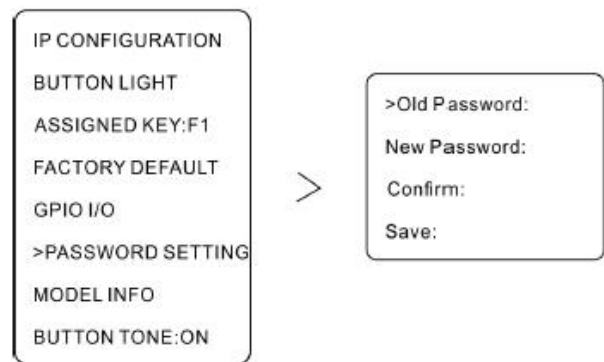 IP CONFIGURATION
BUTTON LIGHT
ASSIGNED KEY:F1
FACTORY DEFAULT
GPIO I/O
>PASSWORD SETTING
MODEL INFO
BUTTON TONE:ON
>
>Old Password:
New Password:
Confirm:
Save: